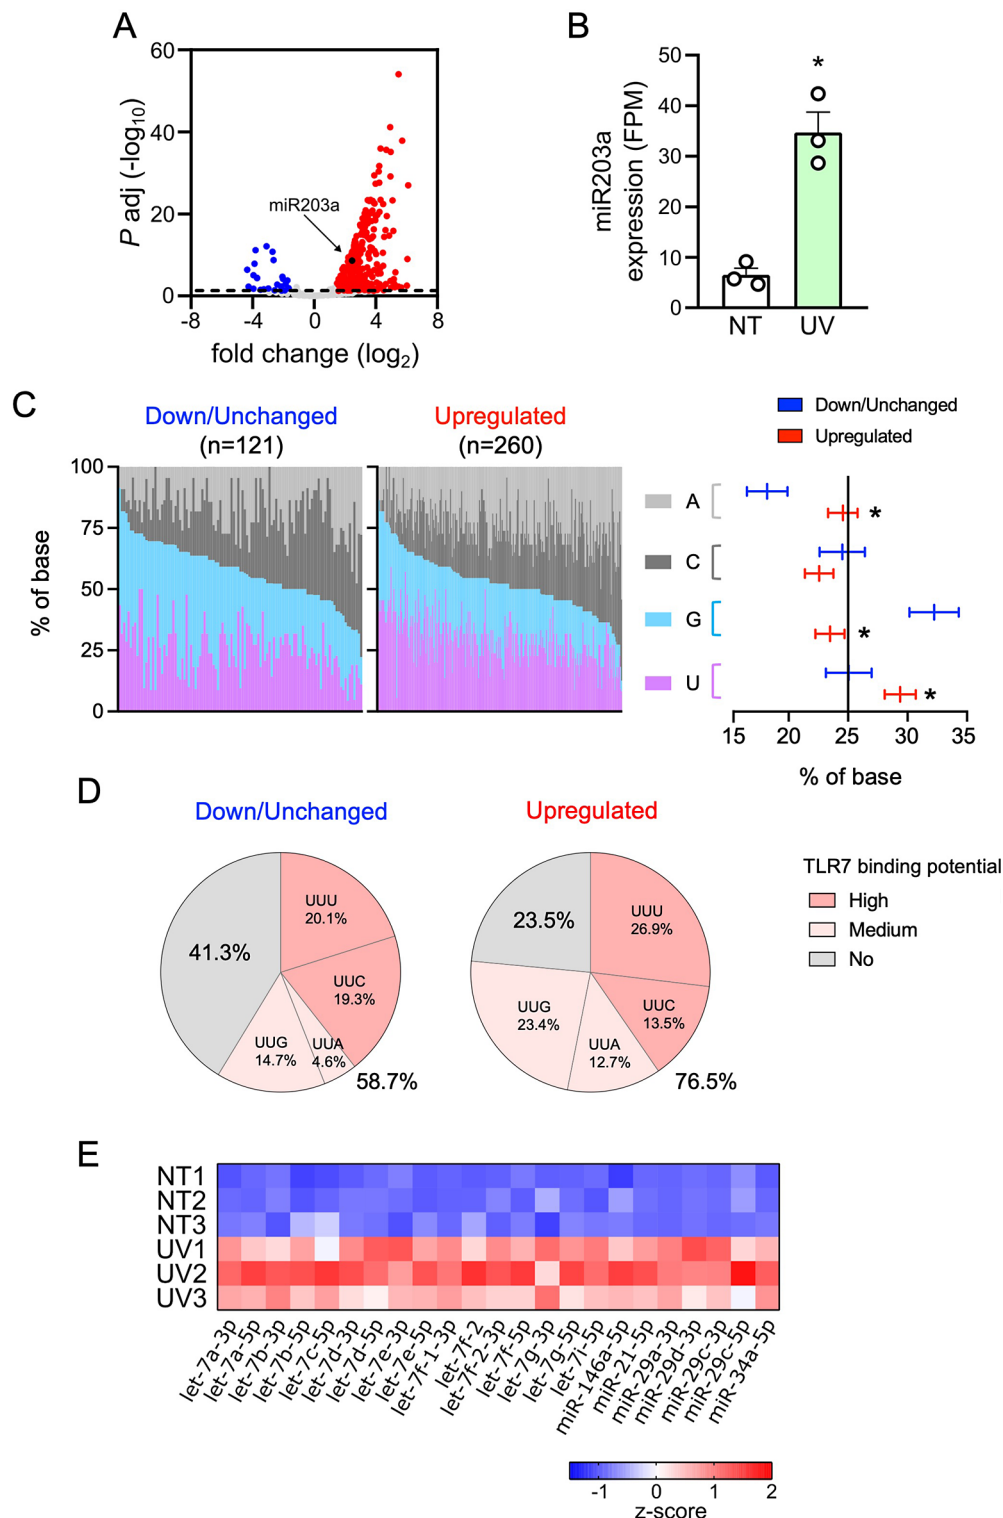 A
60
40
20
0
P adj (-log10)
miR203a
-8
-4
0
4
8
fold change (log2)
B
50
40
30
20
10
0
miR203a
expression (FPM)
*
NT
UV
C
Down/Unchanged
(n=121)
Upregulated
(n=260)
Down/Unchanged
Upregulated
100
75
50
25
0
% of base
A
C
G
U
*
*
*
15
20
25
30
35
% of base
D
Down/Unchanged
Upregulated
UUU
20.1%
UUC
19.3%
UUA
4.6%
UUG
14.7%
41.3%
58.7%
UUU
26.9%
UUC
13.5%
UUA
12.7%
UUG
23.4%
23.5%
76.5%
TLR7 binding potential
High
Medium
No
E
NT1
NT2
NT3
UV1
UV2
UV3
let-7a-3p
let-7a-5p
let-7b-3p
let-7b-5p
let-7c-5p
let-7d-3p
let-7d-5p
let-7e-3p
let-7e-5p
let-7f-1-3p
let-7f-2
let-7f-2-3p
let-7f-5p
let-7g-3p
let-7g-5p
let-7i-5p
miR-146a-5p
miR-21-5p
miR-29a-3p
miR-29d-3p
miR-29c-3p
miR-29c-5p
miR-34a-5p
-1
0
1
2
z-score